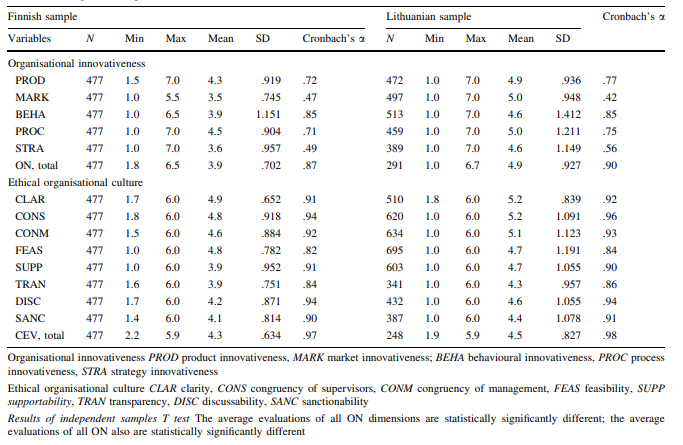 Finnish sample Lithuanian sample Cronbach's α
Variables N Min Max Mean SD Cronbach's α N Min Max Mean SD
Organisational innovativeness
PROD 477 1.5 7.0 4.3 .919 .72 472 1.0 7.0 4.9 .936 .77
MARK 477 1.0 5.5 3.5 .745 .47 497 1.0 7.0 5.0 .948 .42
BEHA 477 1.0 6.5 3.9 1.151 .85 513 1.0 7.0 4.6 1.412 .85
PROC 477 1.0 7.0 4.5 .904 .71 459 1.0 7.0 5.0 1.211 .75
STRA 477 1.0 7.0 3.6 .957 .49 389 1.0 7.0 4.6 1.149 .56
ON, total 477 1.8 6.5 3.9 .702 .87 291 1.0 6.7 4.9 .927 .90
Ethical organisational culture
CLAR 477 1.7 6.0 4.9 .652 .91 510 1.8 6.0 5.2 .839 .92
CONS 477 1.8 6.0 4.8 .918 .94 620 1.0 6.0 5.2 1.091 .96
CONM 477 1.5 6.0 4.6 .884 .92 634 1.0 6.0 5.1 1.123 .93
FEAS 477 1.0 6.0 4.8 .782 .82 695 1.0 6.0 4.7 1.191 .84
SUPP 477 1.0 6.0 3.9 .952 .91 603 1.0 6.0 4.7 1.055 .90
TRAN 477 1.6 6.0 3.9 .751 .84 341 1.0 6.0 4.3 .957 .86
DISC 477 1.7 6.0 4.2 .871 .94 432 1.0 6.0 4.6 1.055 .94
SANC 477 1.4 6.0 4.1 .814 .90 387 1.0 6.0 4.4 1.078 .91
CEV, total 477 2.2 5.9 4.3 .634 .97 248 1.9 5.9 4.5 .827 .98
Organisational innovativeness PROD product innovativeness, MARK market innovativeness; BEHA behavioural innovativeness, PROC process
innovativeness, STRA strategy innovativeness
Ethical organisational culture CLAR clarity, CONS congruency of supervisors, CONM congruency of management, FEAS feasibility, SUPP
supportability, TRAN transparency, DISC discussability, SANC sanctionability
Results of independent samples T test The average evaluations of all ON dimensions are statistically significantly different; the average
evaluations of all ON also are statistically significantly different